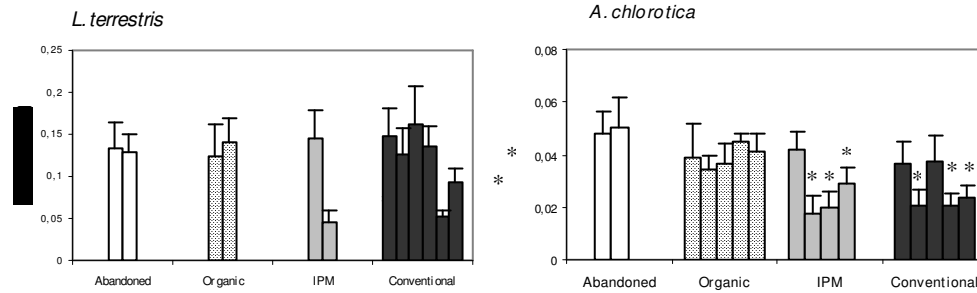 L. terrestris
0,25
0,2
0,15
0,1
0,05
0
*
*
Abandoned Organic IPM Conventional
A. chlorotica
0,08
0,06
0,04
0,02
0
* * *
* * *
Abandoned Organic IPM Conventional